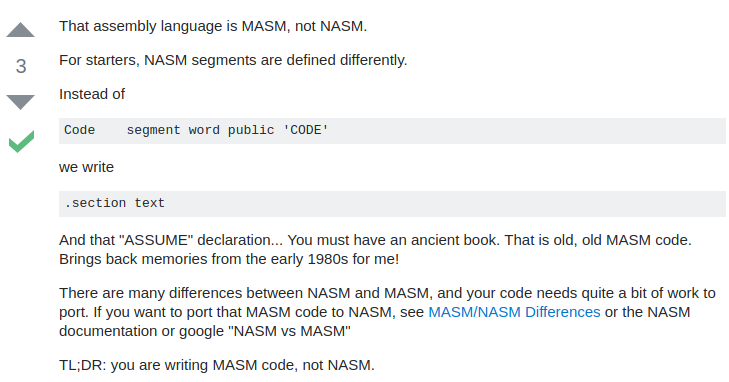 That assembly language is MASM, not NASM.
For starters, NASM segments are defined differently.
3
Instead of
Code    segment word public 'CODE'
we write
.section text
And that "ASSUME" declaration... You must have an ancient book. That is old, old MASM code.
Brings back memories from the early 1980s for me!
There are many differences between NASM and MASM, and your code needs quite a bit of work to
port. If you want to port that MASM code to NASM, see MASM/NASM Differences or the NASM
documentation or google "NASM vs MASM"
TL;DR: you are writing MASM code, not NASM.